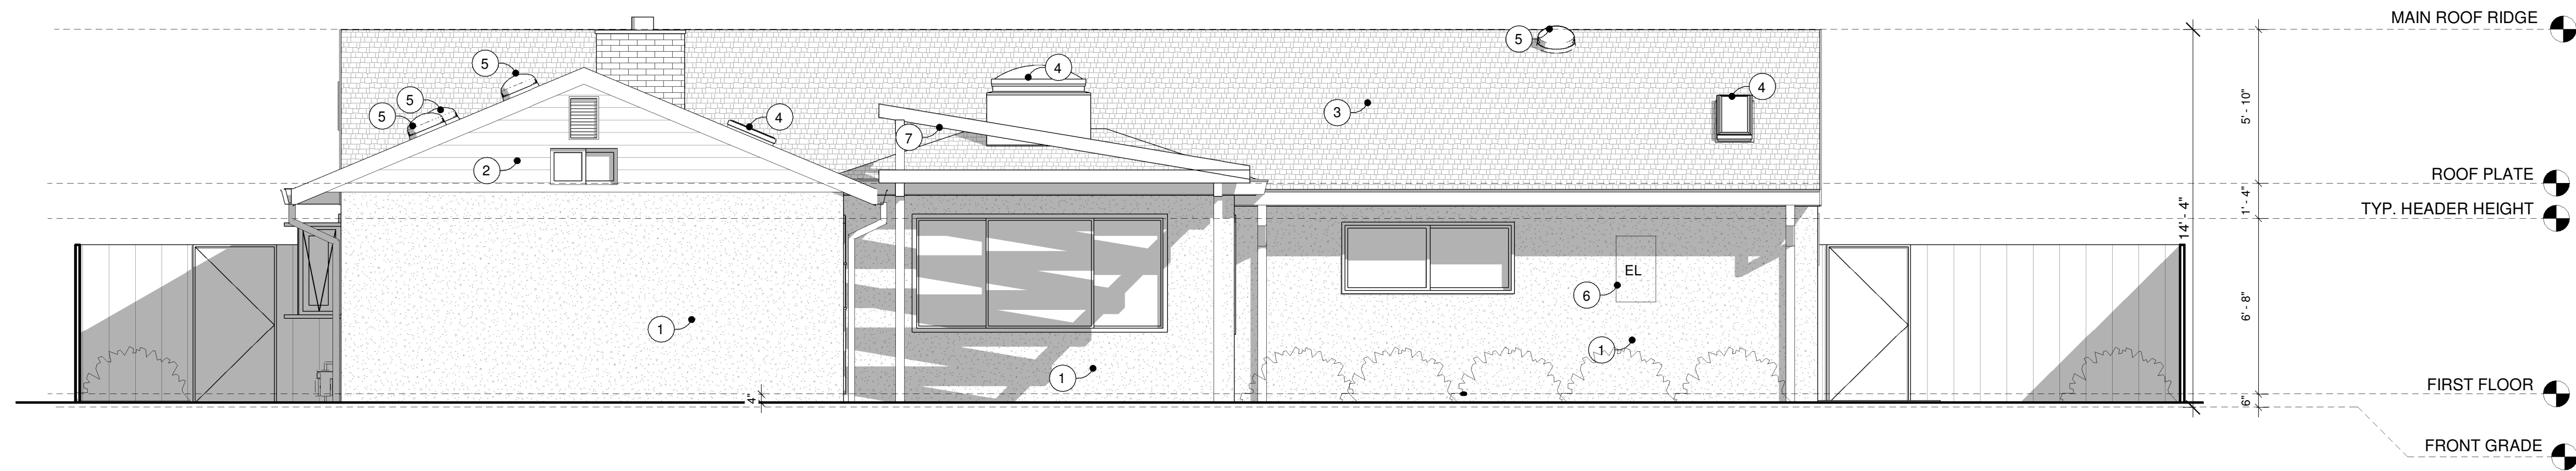 MAIN ROOF RIDGE
5
5
4
5
4
5
3
5' - 10"
4
7
2
ROOF PLATE
1' - 4"
TYP. HEADER HEIGHT
14' - 4"
EL
6
6' - 8"
1
1
1
FIRST FLOOR
4"
6"
FRONT GRADE